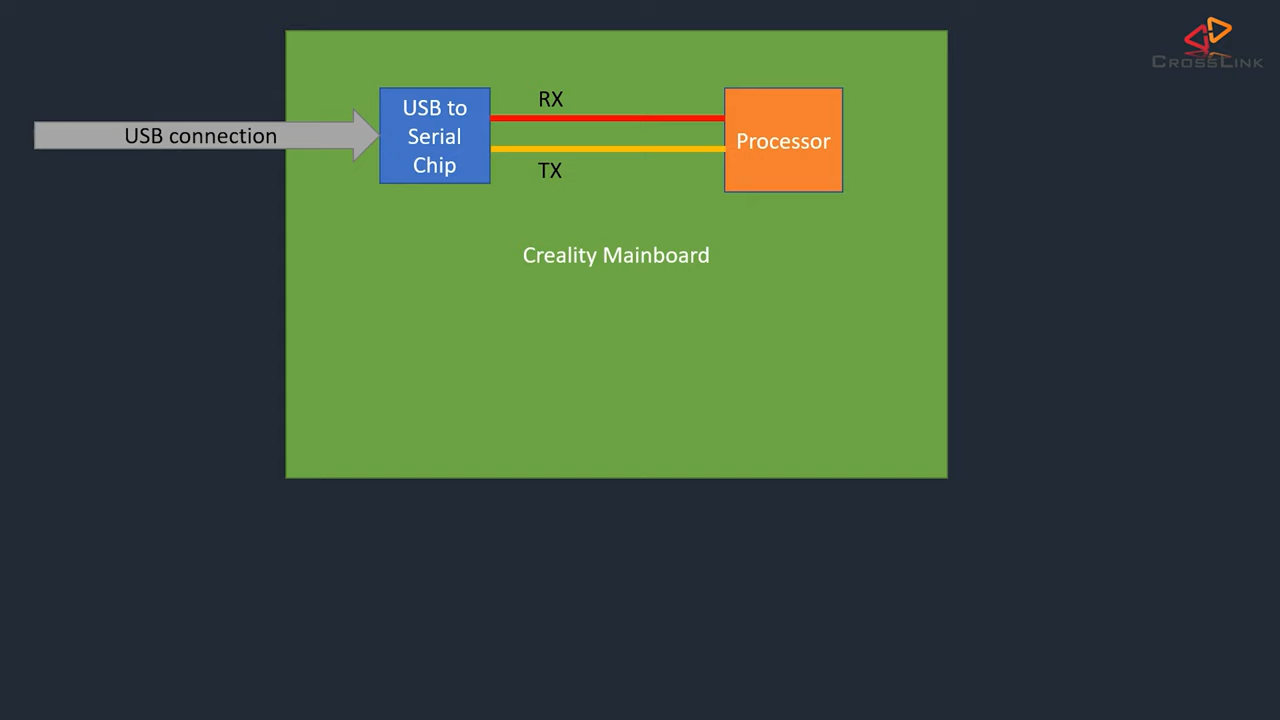 CROSSLINK
RX
USB to
Serial
Chip
USB connection
Processor
TX
Creality Mainboard